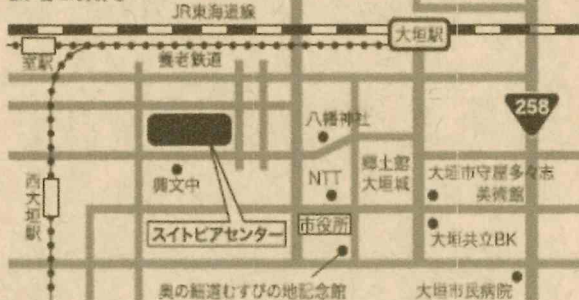 JR東海道線
大垣駅
室駅
養老鉄道
258
八幡神社
郷土館
大垣城
興文中
NTT
大垣市守屋多々志
美術館
西大垣駅
スイトピアセンター
市役所
大垣共立BK
奥の細道むすびの地記念館
大垣市民病院